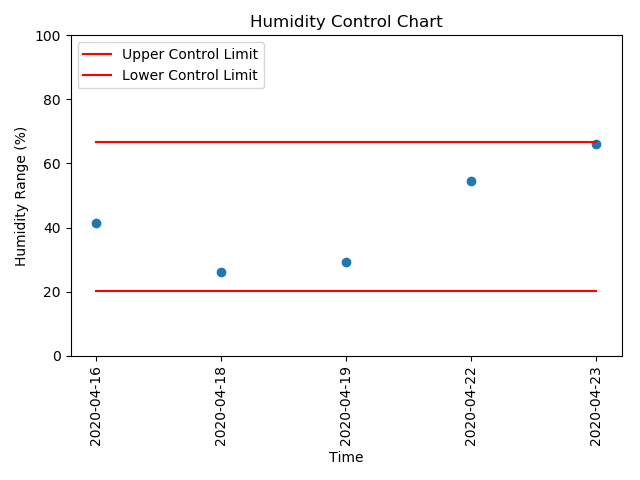 Humidity Control Chart
Upper Control Limit
Lower Control Limit
100
80
60
40
20
0
Humidity Range (%)
2020-04-16
2020-04-18
2020-04-19
2020-04-22
2020-04-23
Time